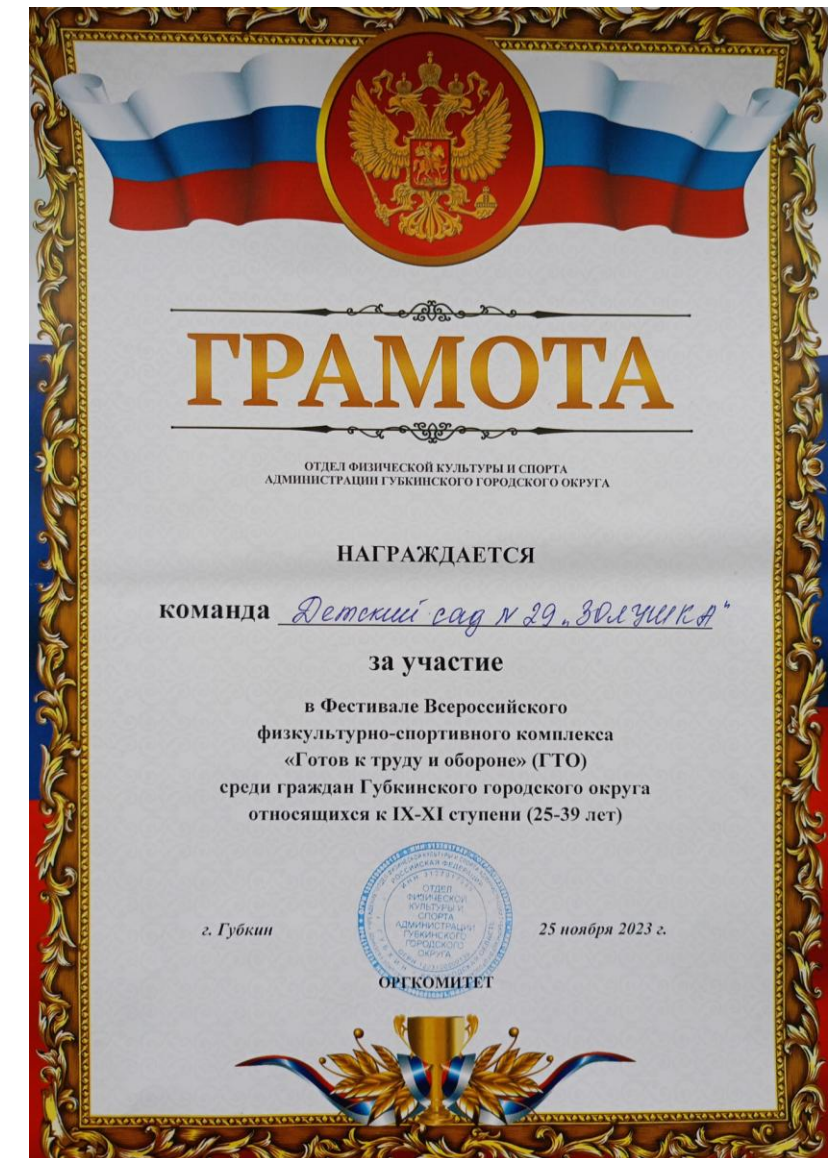 ГРАМОТА
ОТДЕЛ ФИЗИЧЕСКОЙ КУЛЬТУРЫ И СПОРТА
АДМИНИСТРАЦИИ ГУБКИНСКОГО ГОРОДСКОГО ОКРУГА
НАГРАЖДАЕТСЯ
команда Детский сад N 29 „ЗОЛУШКА"
за участие
в Фестивале Всероссийского
физкультурно-спортивного комплекса
«Готов к труду и обороне» (ГТО)
среди граждан Губкинского городского округа
относящихся к IX-XI ступени (25-39 лет)
РОССИЙСКАЯ ФЕДЕРАЦИЯ
ОТДЕЛ
ФИЗИЧЕСКОЙ
КУЛЬТУРЫ И
СПОРТА
АДМИНИСТРАЦИИ
ГУБКИНСКОГО
ГОРОДСКОГО
ОКРУГА
г. Губкин 25 ноября 2023 г.
ОРГКОМИТЕТ